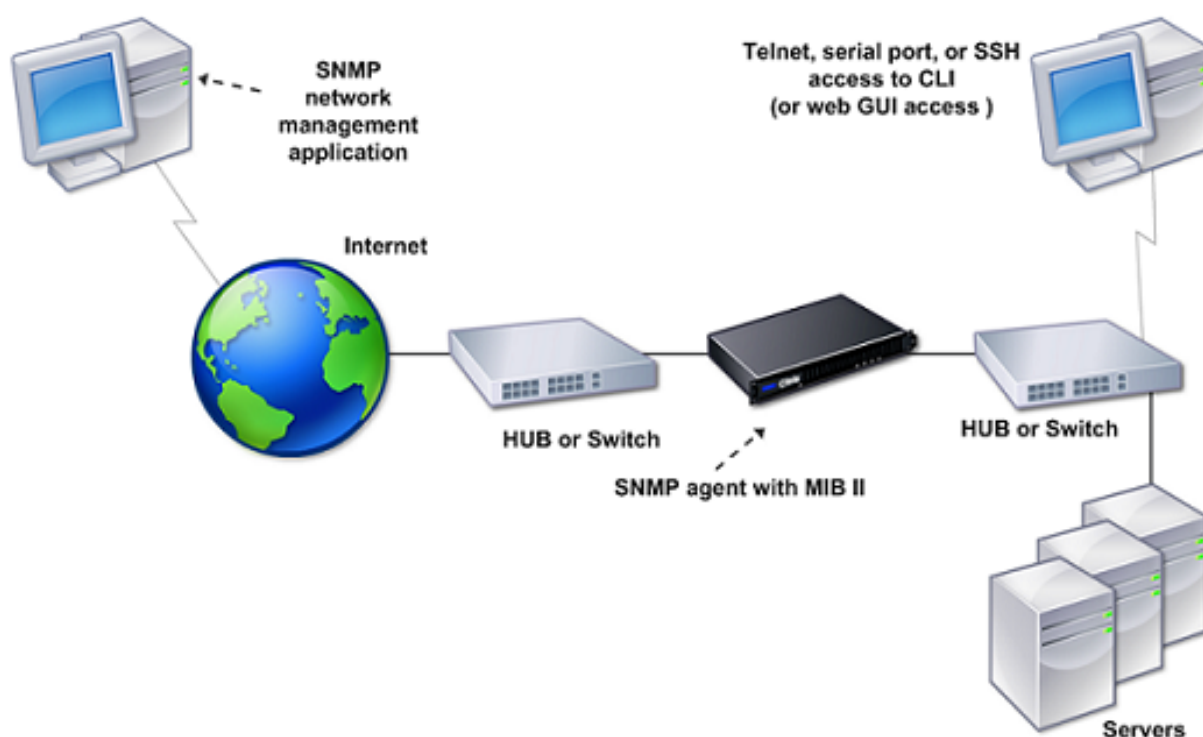 SNMP
network
management
application
Telnet, serial port, or SSH
access to CLI
(or web GUI access )
Internet
HUB or Switch
HUB or Switch
SNMP agent with MIB II
Servers